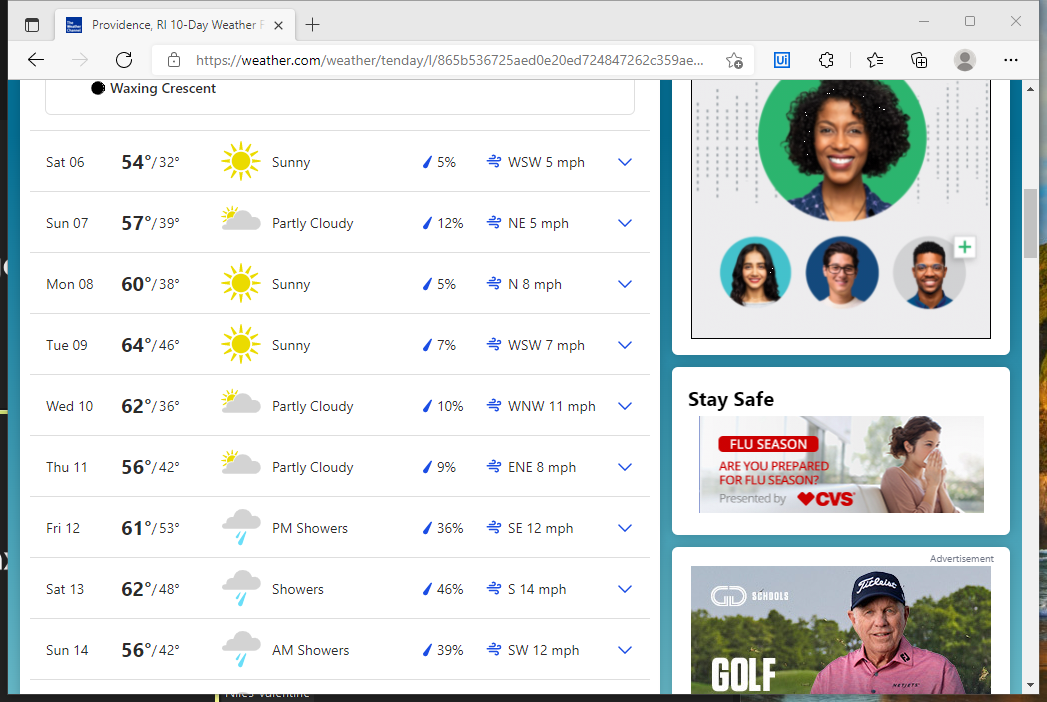 The Weather Channel
Providence, RI 10-Day Weather F
https://weather.com/weather/tenday/l/865b536725aed0e20ed724847262c359ae...
Ui
Waxing Crescent
Sat 06 54°/32° Sunny 5% WSW 5 mph
Sun 07 57°/39° Partly Cloudy 12% NE 5 mph
Mon 08 60°/38° Sunny 5% N 8 mph
Tue 09 64°/46° Sunny 7% WSW 7 mph
Wed 10 62°/36° Partly Cloudy 10% WNW 11 mph
Thu 11 56°/42° Partly Cloudy 9% ENE 8 mph
Fri 12 61°/53° PM Showers 36% SE 12 mph
Sat 13 62°/48° Showers 46% S 14 mph
Sun 14 56°/42° AM Showers 39% SW 12 mph
Stay Safe
FLU SEASON
ARE YOU PREPARED
FOR FLU SEASON?
Presented by CVS
Advertisement
SCHOOLS
Titleist
GOLF
NETJETS